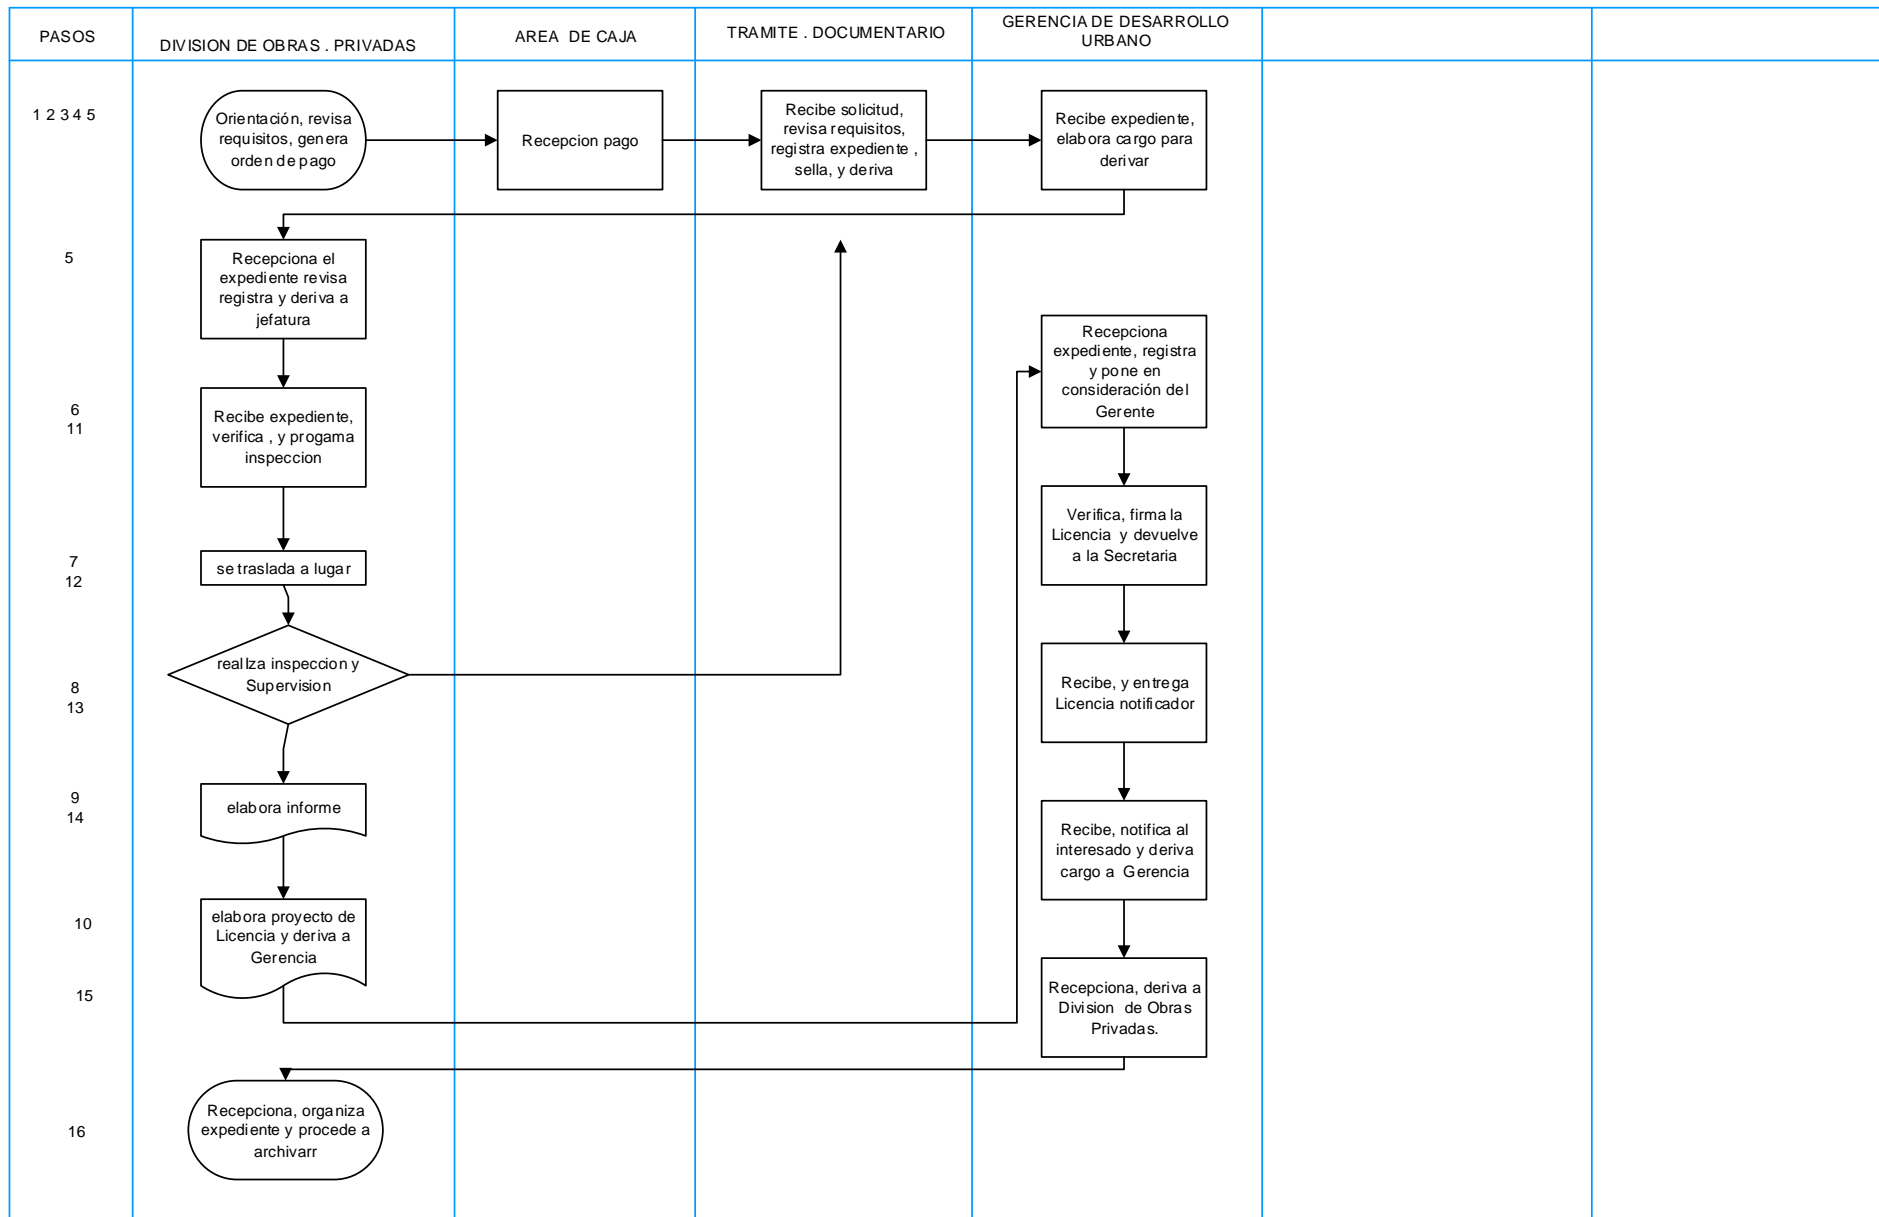 PASOS
DIVISION DE OBRAS . PRIVADAS
AREA DE CAJA
TRAMITE . DOCUMENTARIO
GERENCIA DE DESARROLLO
URBANO
1 2 3 4 5
Orientación, revisa
requisitos, genera
orden de pago
Recepcion pago
Recibe solicitud,
revisa requisitos,
registra expediente ,
sella, y deriva
Recibe expediente,
elabora cargo para
derivar
5
Recepciona el
expediente revisa
registra y deriva a
jefatura
Recepciona
expediente, registra
y pone en
consideración del
Gerente
6
11
Recibe expediente,
verifica , y progama
inspeccion
Verifica, firma la
Licencia y devuelve
a la Secretaria
7
12
se traslada a lugar
realIza inspeccion y
Supervision
8
13
Recibe, y entrega
Licencia notificador
9
14
elabora informe
Recibe, notifica al
interesado y deriva
cargo a Gerencia
10
elabora proyecto de
Licencia y deriva a
Gerencia
15
Recepciona, deriva a
Division de Obras
Privadas.
16
Recepciona, organiza
expediente y procede a
archivarr